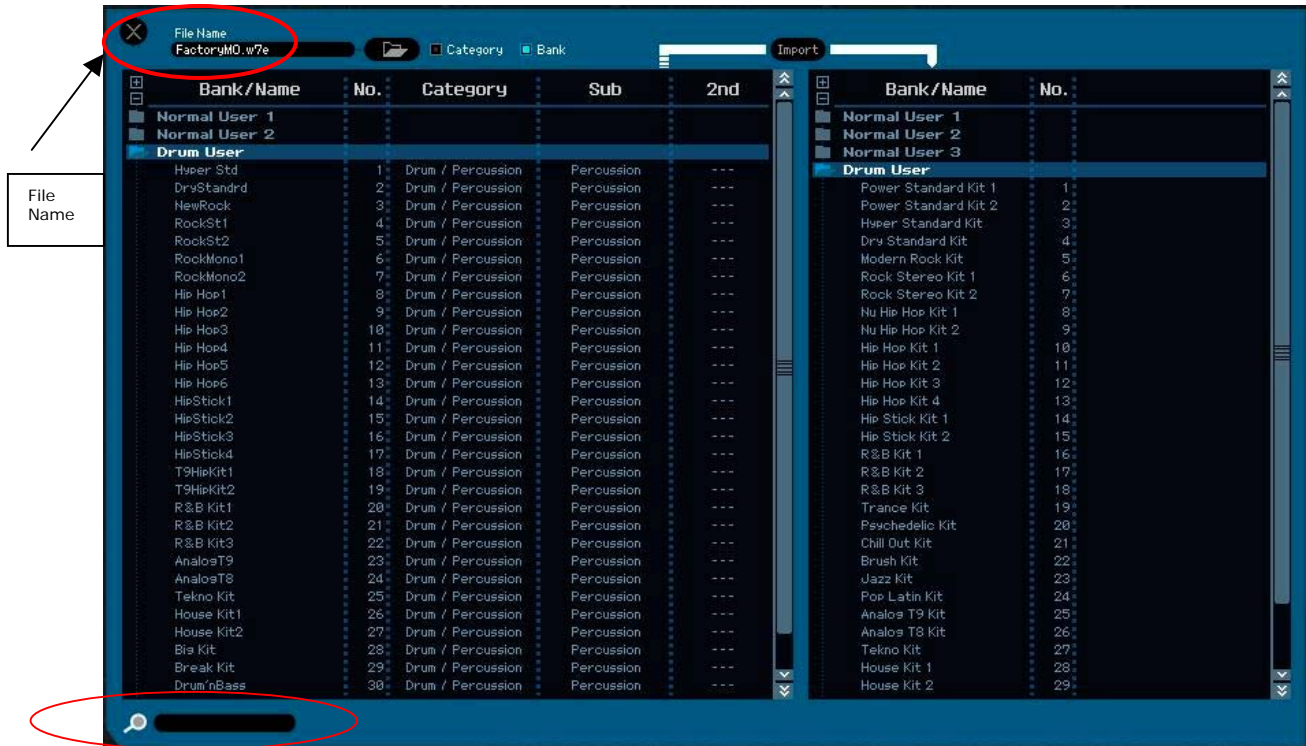 File Name
FactoryMO.w7e
Category
Bank
Import
File
Name
Bank/Name No. Category Sub 2nd
Normal User 1
Normal User 2
Drum User
Hyper Std 1 Drum / Percussion Percussion ---
DryStandrd 2 Drum / Percussion Percussion ---
NewRock 3 Drum / Percussion Percussion ---
RockSt1 4 Drum / Percussion Percussion ---
RockSt2 5 Drum / Percussion Percussion ---
RockMono1 6 Drum / Percussion Percussion ---
RockMono2 7 Drum / Percussion Percussion ---
Hip Hop1 8 Drum / Percussion Percussion ---
Hip Hop2 9 Drum / Percussion Percussion ---
Hip Hop3 10 Drum / Percussion Percussion ---
Hip Hop4 11 Drum / Percussion Percussion ---
Hip Hop5 12 Drum / Percussion Percussion ---
Hip Hop6 13 Drum / Percussion Percussion ---
HipStick1 14 Drum / Percussion Percussion ---
HipStick2 15 Drum / Percussion Percussion ---
HipStick3 16 Drum / Percussion Percussion ---
HipStick4 17 Drum / Percussion Percussion ---
T9HipKit1 18 Drum / Percussion Percussion ---
T9HipKit2 19 Drum / Percussion Percussion ---
R&B Kit1 20 Drum / Percussion Percussion ---
R&B Kit2 21 Drum / Percussion Percussion ---
R&B Kit3 22 Drum / Percussion Percussion ---
AnalogT9 23 Drum / Percussion Percussion ---
AnalogT8 24 Drum / Percussion Percussion ---
Tekno Kit 25 Drum / Percussion Percussion ---
House Kit1 26 Drum / Percussion Percussion ---
House Kit2 27 Drum / Percussion Percussion ---
Big Kit 28 Drum / Percussion Percussion ---
Break Kit 29 Drum / Percussion Percussion ---
Drum'nBass 30 Drum / Percussion Percussion ---
Bank/Name No.
Normal User 1
Normal User 2
Normal User 3
Drum User
Power Standard Kit 1 1
Power Standard Kit 2 2
Hyper Standard Kit 3
Dry Standard Kit 4
Modern Rock Kit 5
Rock Stereo Kit 1 6
Rock Stereo Kit 2 7
Nu Hip Hop Kit 1 8
Nu Hip Hop Kit 2 9
Hip Hop Kit 1 10
Hip Hop Kit 2 11
Hip Hop Kit 3 12
Hip Hop Kit 4 13
Hip Stick Kit 1 14
Hip Stick Kit 2 15
R&B Kit 1 16
R&B Kit 2 17
R&B Kit 3 18
Trance Kit 19
Psychedelic Kit 20
Chill Out Kit 21
Brush Kit 22
Jazz Kit 23
Pop Latin Kit 24
Analog T9 Kit 25
Analog T8 Kit 26
Tekno Kit 27
House Kit 1 28
House Kit 2 29